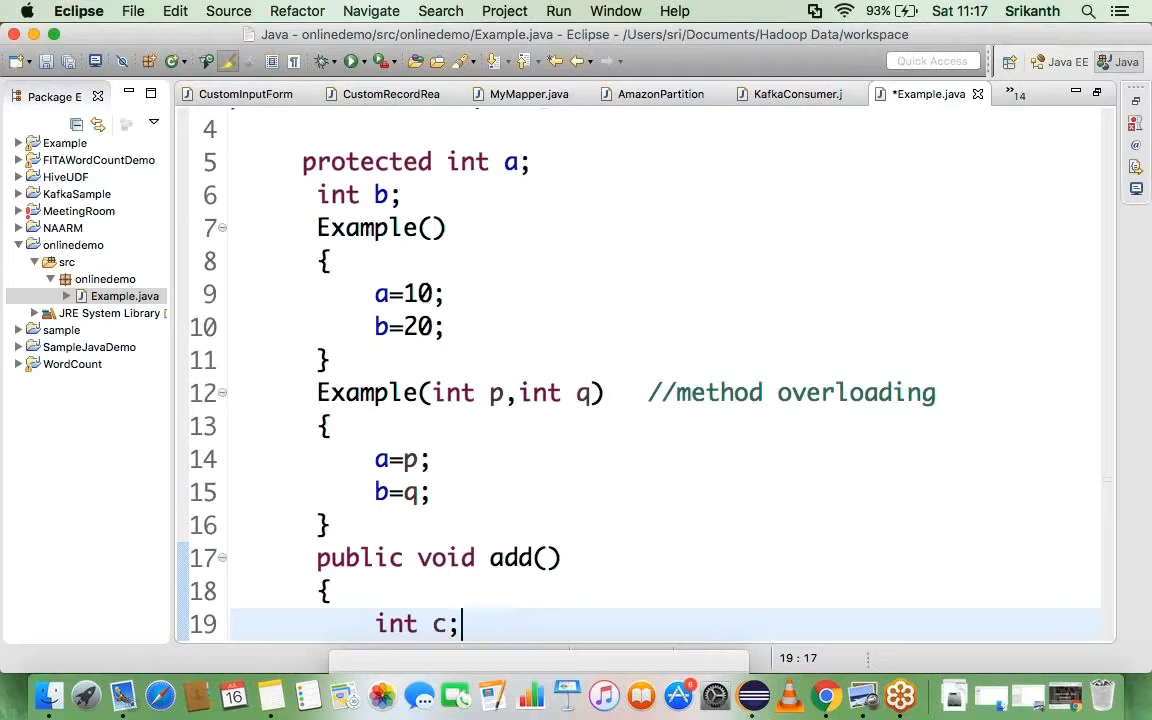 Eclipse File Edit Source Refactor Navigate Search Project Run Window Help 93% Sat 11:17 Srikanth
Java - onlinedemo/src/onlinedemo/Example.java - Eclipse - /Users/sri/Documents/Hadoop Data/workspace
Quick Access Java EE Java
Package E
CustomInputForm CustomRecordRea MyMapper.java AmazonPartition KafkaConsumer.j *Example.java »14
Example
FITAWordCountDemo
HiveUDF
KafkaSample
MeetingRoom
NAARM
onlinedemo
src
onlinedemo
Example.java
JRE System Library [
sample
SampleJavaDemo
WordCount
4
5 protected int a;
6 int b;
7 Example()
8 {
9 a=10;
10 b=20;
11 }
12 Example(int p,int q) //method overloading
13 {
14 a=p;
15 b=q;
16 }
17 public void add()
18 {
19 int c;
19 : 17
16
6